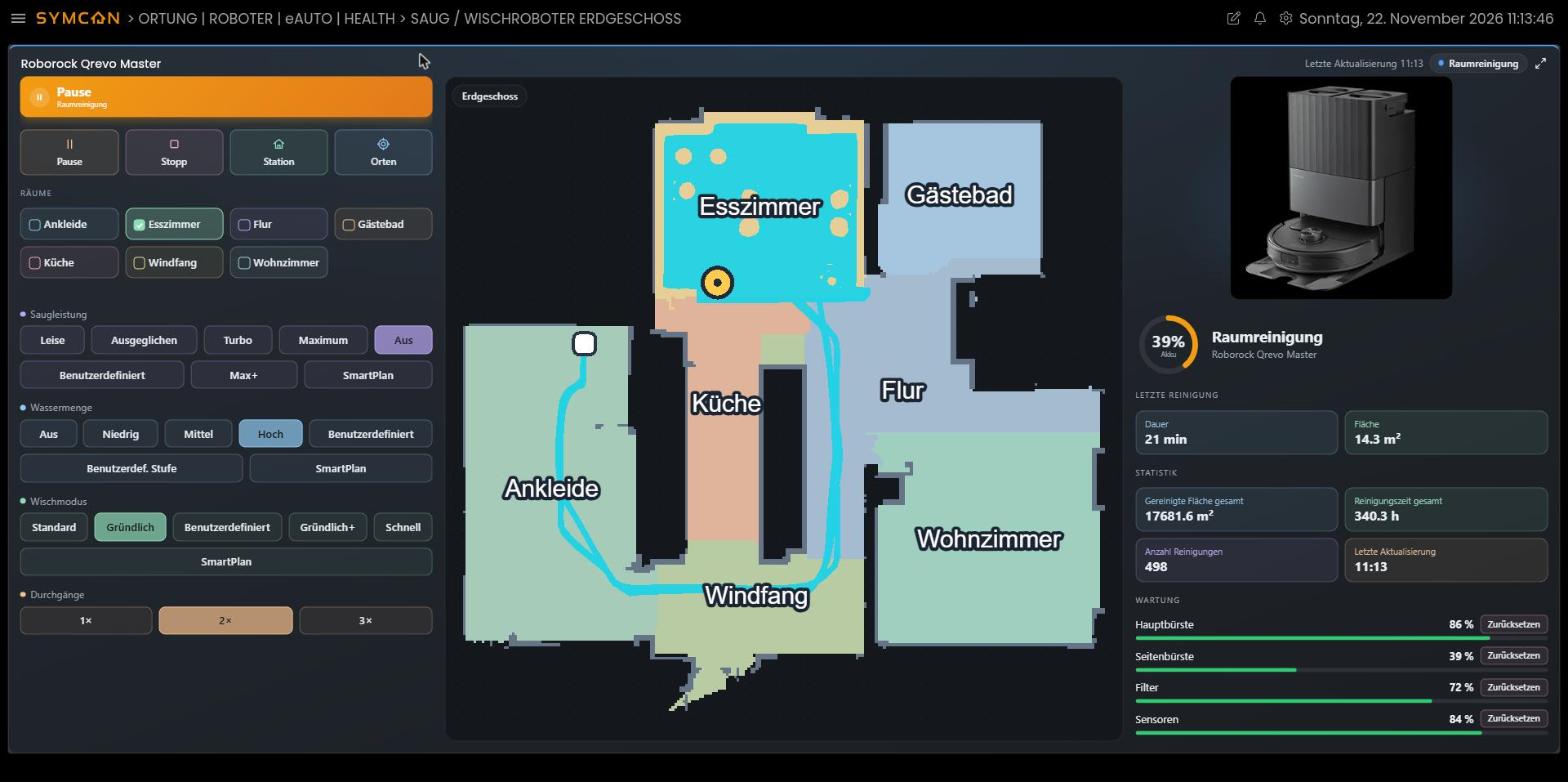 SYMCON > ORTUNG | ROBOTER | eAUTO | HEALTH > SAUG / WISCHROBOTER ERDGESCHOSS
Sonntag, 22. November 2026 11:13:46
Roborock Qrevo Master
Letzte Aktualisierung 11:13
Raumreinigung
Pause
Raumreinigung
Pause
Stopp
Station
Orten
RÄUME
Ankleide
Esszimmer
Flur
Gästebad
Küche
Windfang
Wohnzimmer
Saugleistung
Leise
Ausgeglichen
Turbo
Maximum
Aus
Benutzerdefiniert
Max+
SmartPlan
Wassermenge
Aus
Niedrig
Mittel
Hoch
Benutzerdefiniert
Benutzerdef. Stufe
SmartPlan
Wischmodus
Standard
Gründlich
Benutzerdefiniert
Gründlich+
Schnell
SmartPlan
Durchgänge
1×
2×
3×
Erdgeschoss
Esszimmer
Gästebad
Küche
Flur
Ankleide
Wohnzimmer
Windfang
39%
Akku
Raumreinigung
Roborock Qrevo Master
LETZTE REINIGUNG
Dauer
21 min
Fläche
14.3 m²
STATISTIK
Gereinigte Fläche gesamt
17681.6 m²
Reinigungszeit gesamt
340.3 h
Anzahl Reinigungen
498
Letzte Aktualisierung
11:13
WARTUNG
Hauptbürste 86 % Zurücksetzen
Seitenbürste 39 % Zurücksetzen
Filter 72 % Zurücksetzen
Sensoren 84 % Zurücksetzen